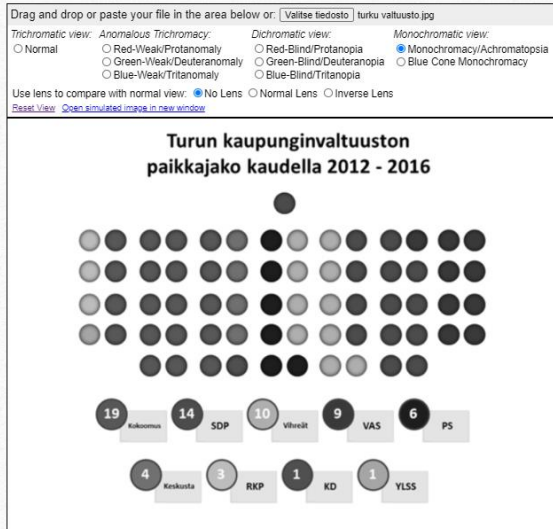 Drag and drop or paste your file in the area below or: Valitse tiedosto turku valtuusto.jpg
Trichromatic view: Anomalous Trichromacy: Dichromatic view: Monochromatic view:
Normal Red-Weak/Protanomaly Red-Blind/Protanopia Monochromacy/Achromatopsia
Green-Weak/Deuteranomaly Green-Blind/Deuteranopia Blue Cone Monochromacy
Blue-Weak/Tritanomaly Blue-Blind/Tritanopia
Use lens to compare with normal view: No Lens Normal Lens Inverse Lens
Reset View Open simulated image in new window
Turun kaupunginvaltuuston
paikkajako kaudella 2012 - 2016
19 Kokoomus 14 SDP 10 Vihreät 9 VAS 6 PS
4 Keskusta 3 RKP 1 KD 1 YLSS